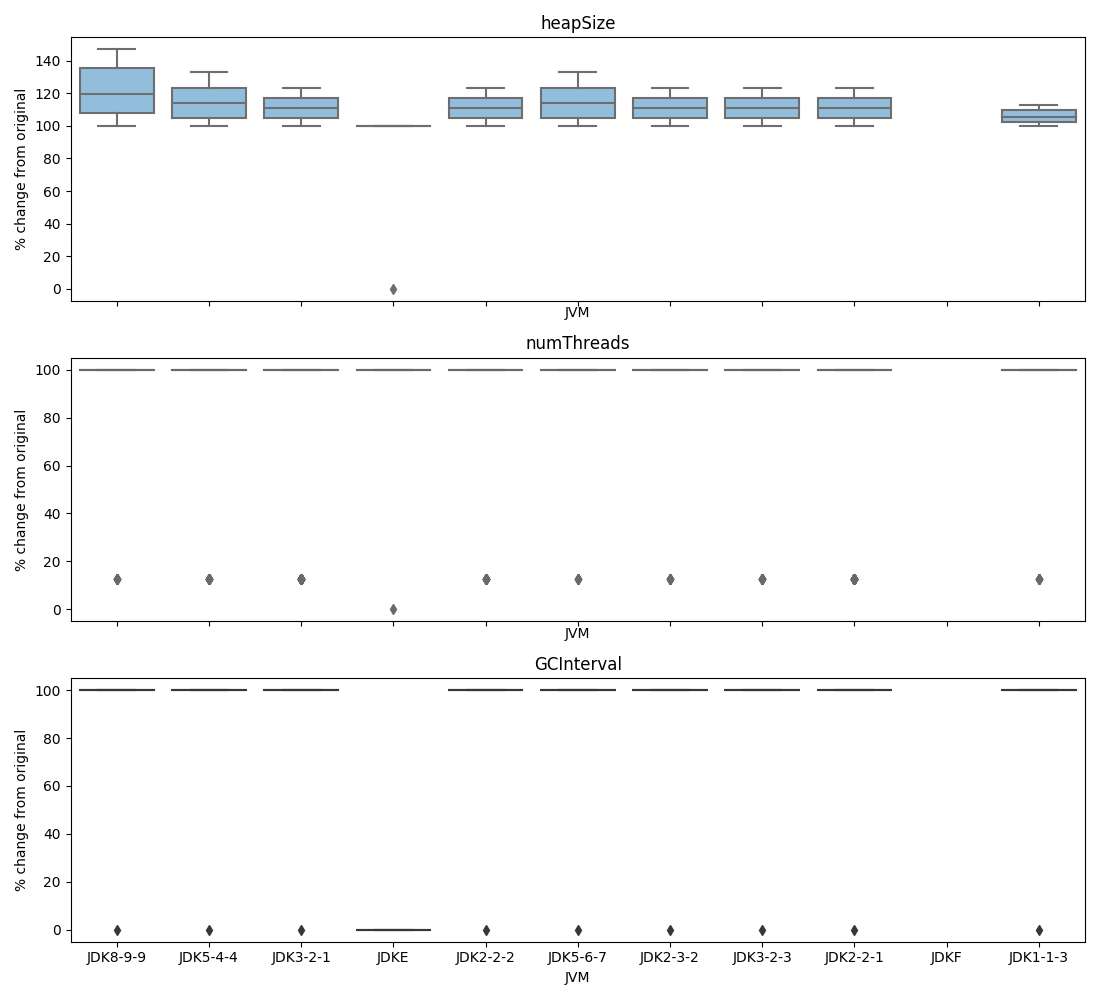 heapSize
% change from original
140
120
100
80
60
40
20
0
JVM
numThreads
% change from original
100
80
60
40
20
0
JVM
GCInterval
% change from original
100
80
60
40
20
0
JDK8-9-9 JDK5-4-4 JDK3-2-1 JDKE JDK2-2-2 JDK5-6-7 JDK2-3-2 JDK3-2-3 JDK2-2-1 JDKF JDK1-1-3
JVM